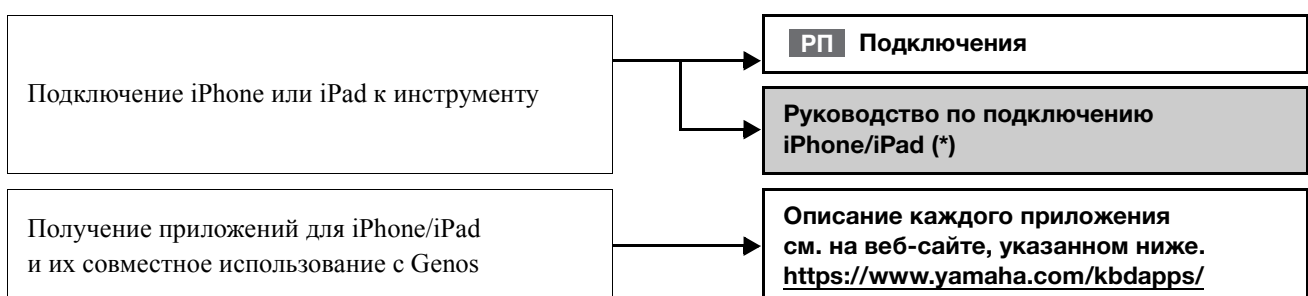 Подключение iPhone или iPad к инструменту
РП Подключения
Руководство по подключению
iPhone/iPad (*)
Получение приложений для iPhone/iPad
и их совместное использование с Genos
Описание каждого приложения
см. на веб-сайте, указанном ниже.
https://www.yamaha.com/kbdapps/